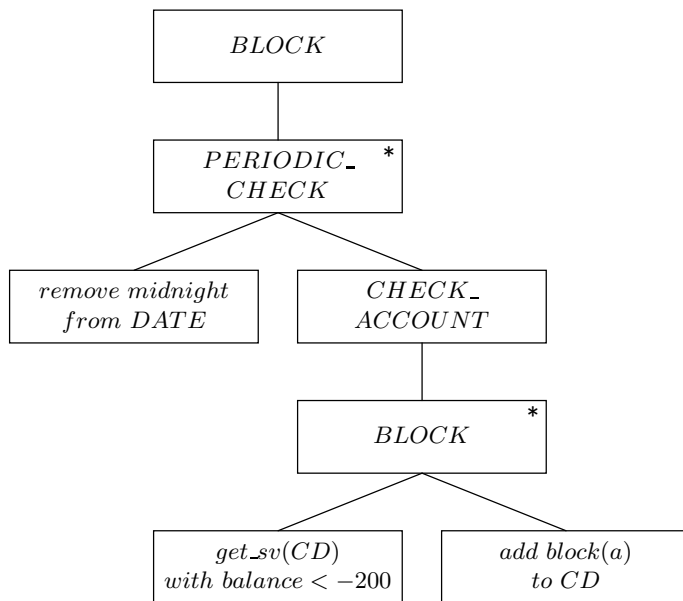 BLOCK
PERIODIC_ *
CHECK
remove midnight
from DATE
CHECK_
ACCOUNT
BLOCK *
get_sv(CD)
with balance < −200
add block(a)
to CD